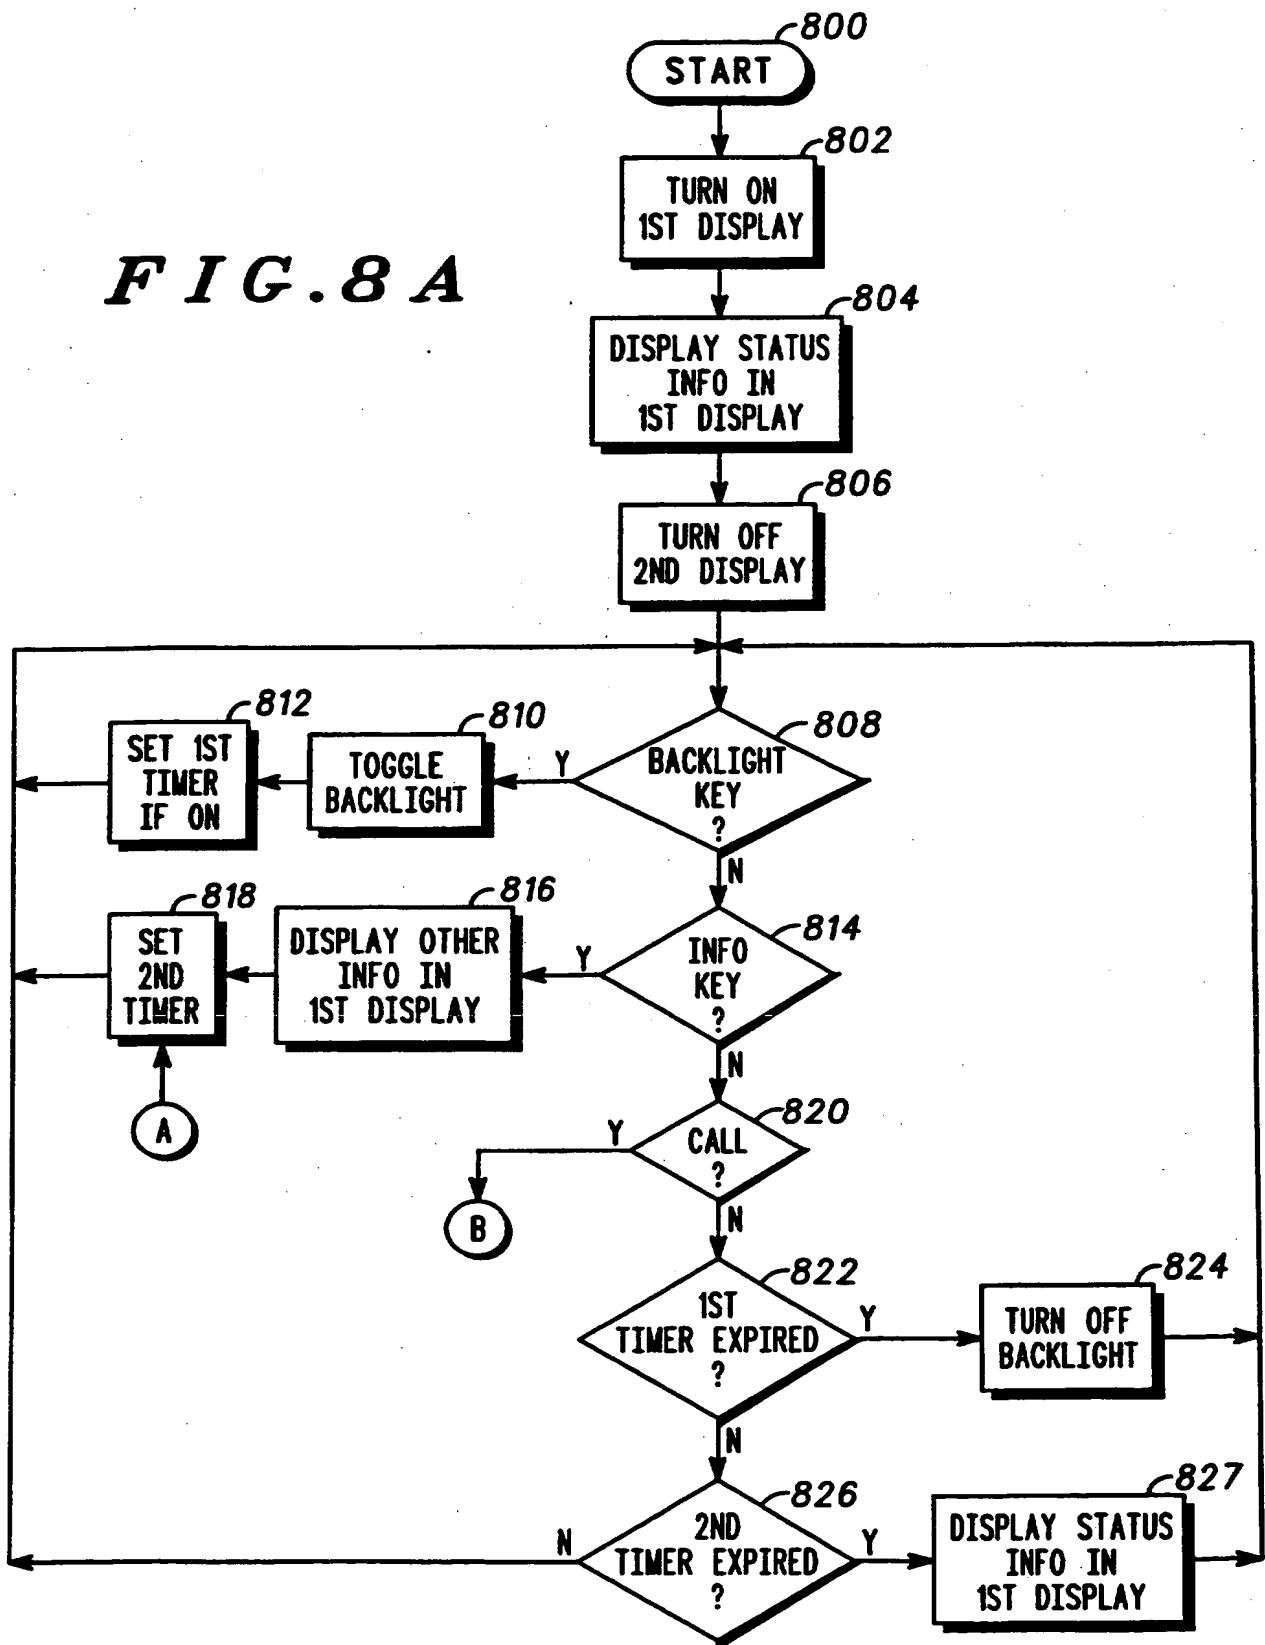 800
START
802
TURN ON
1ST DISPLAY
FIG.8A
804
DISPLAY STATUS
INFO IN
1ST DISPLAY
806
TURN OFF
2ND DISPLAY
812
SET 1ST
TIMER
IF ON
810
TOGGLE
BACKLIGHT
Y
808
BACKLIGHT
KEY
?
N
818
SET
2ND
TIMER
816
DISPLAY OTHER
INFO IN
1ST DISPLAY
Y
814
INFO
KEY
?
N
A
820
CALL
?
Y
B
N
822
1ST
TIMER EXPIRED
?
Y
824
TURN OFF
BACKLIGHT
N
826
2ND
TIMER EXPIRED
?
N
Y
827
DISPLAY STATUS
INFO IN
1ST DISPLAY